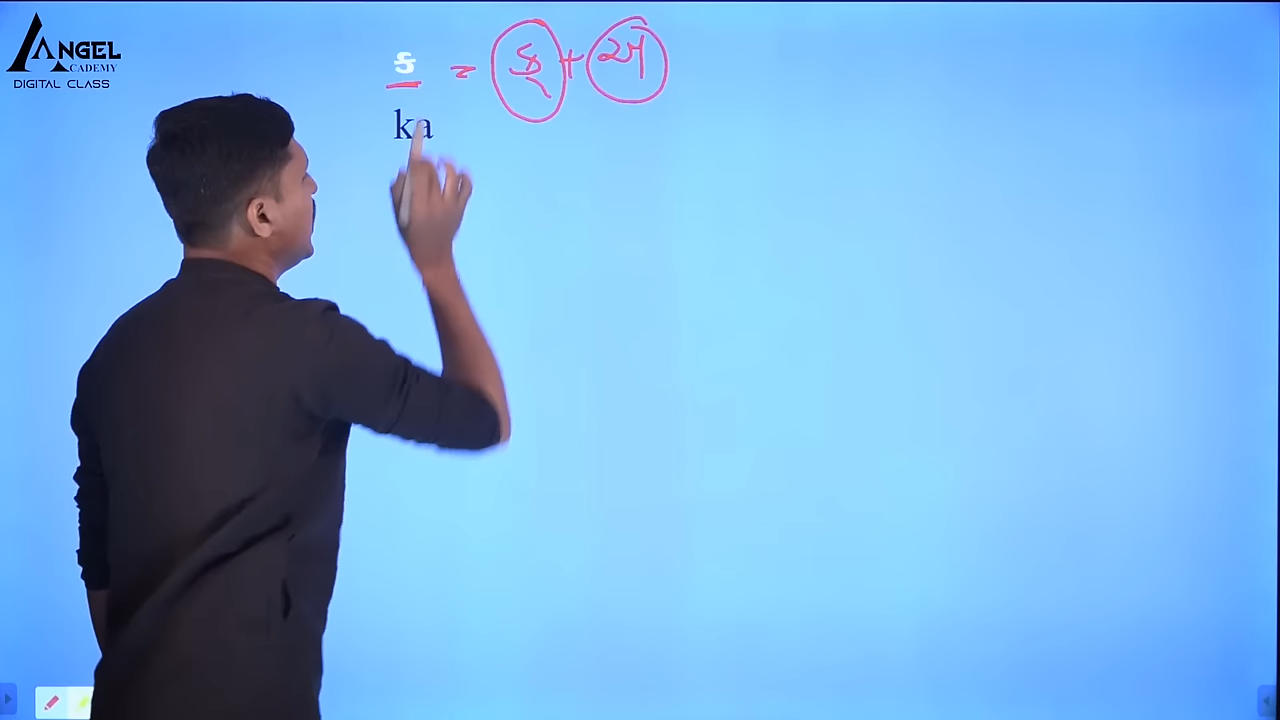 ANGEL
ACADEMY
DIGITAL CLASS
ક = ક્ + અ
ka